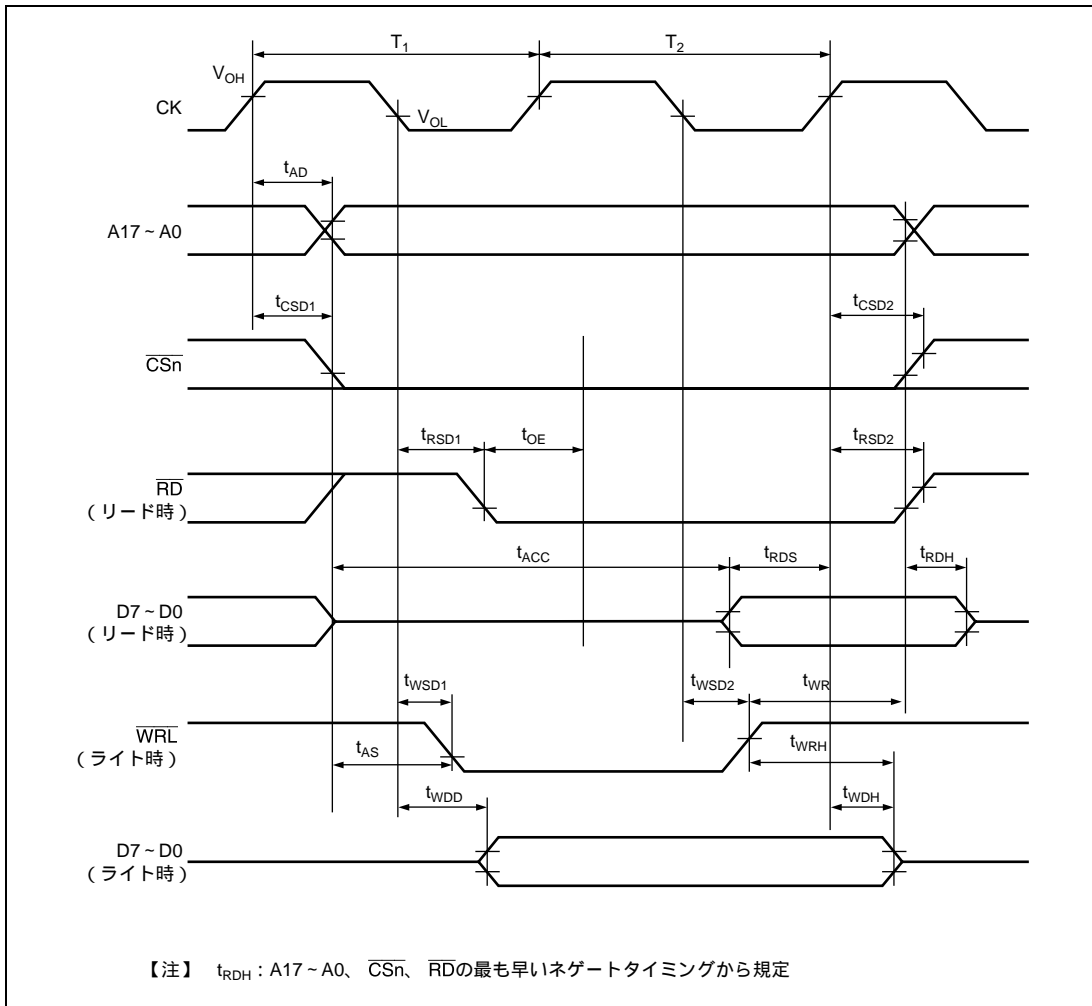 T1 T2
VOH
CK
VOL
tAD
A17 ~ A0
tCSD1 tCSD2
CSn
tRSD1 tOE tRSD2
RD
(リード時)
tACC tRDS tRDH
D7 ~ D0
(リード時)
tWSD1 tWSD2 tWR
WRL
(ライト時)
tAS tWRH
tWDD tWDH
D7 ~ D0
(ライト時)
【注】 tRDH : A17 ~ A0、 CSn、 RDの最も早いネゲートタイミングから規定